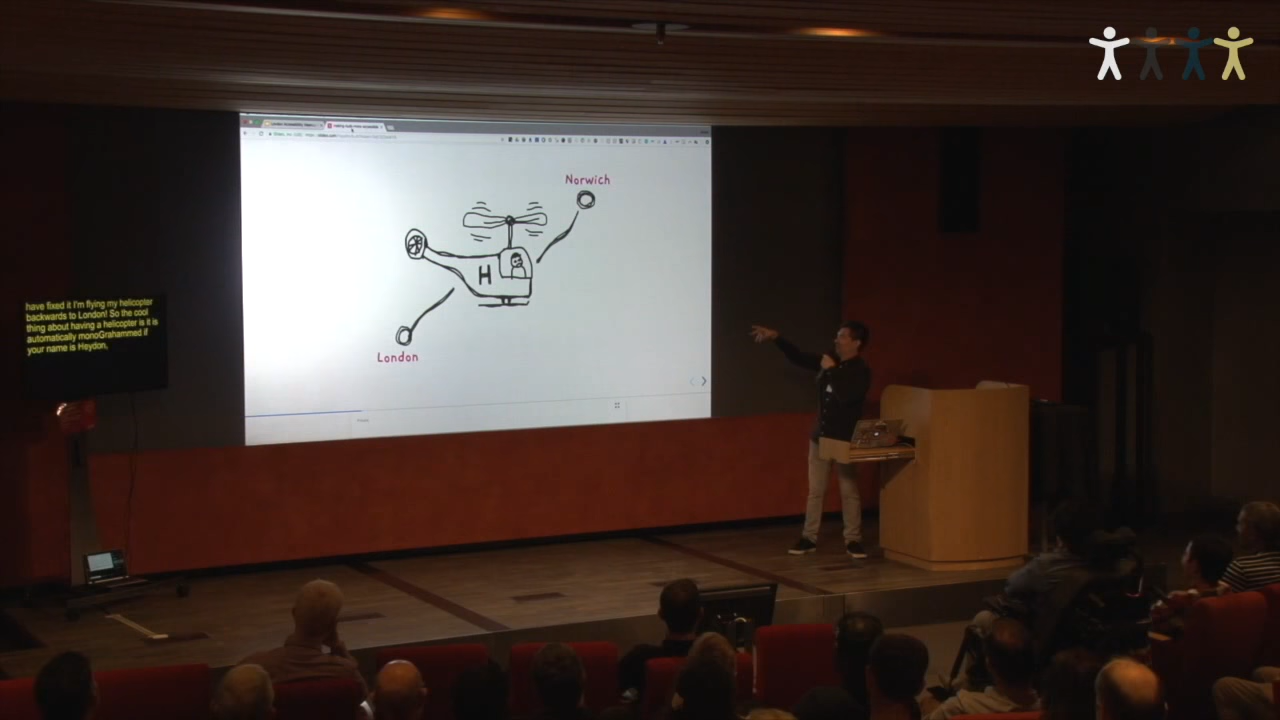 Norwich
H
London
have fixed it I'm flying my helicopter
backwards to London! So the cool
thing about having a helicopter is it is
automatically monoGrahammed if
your name is Heydon,